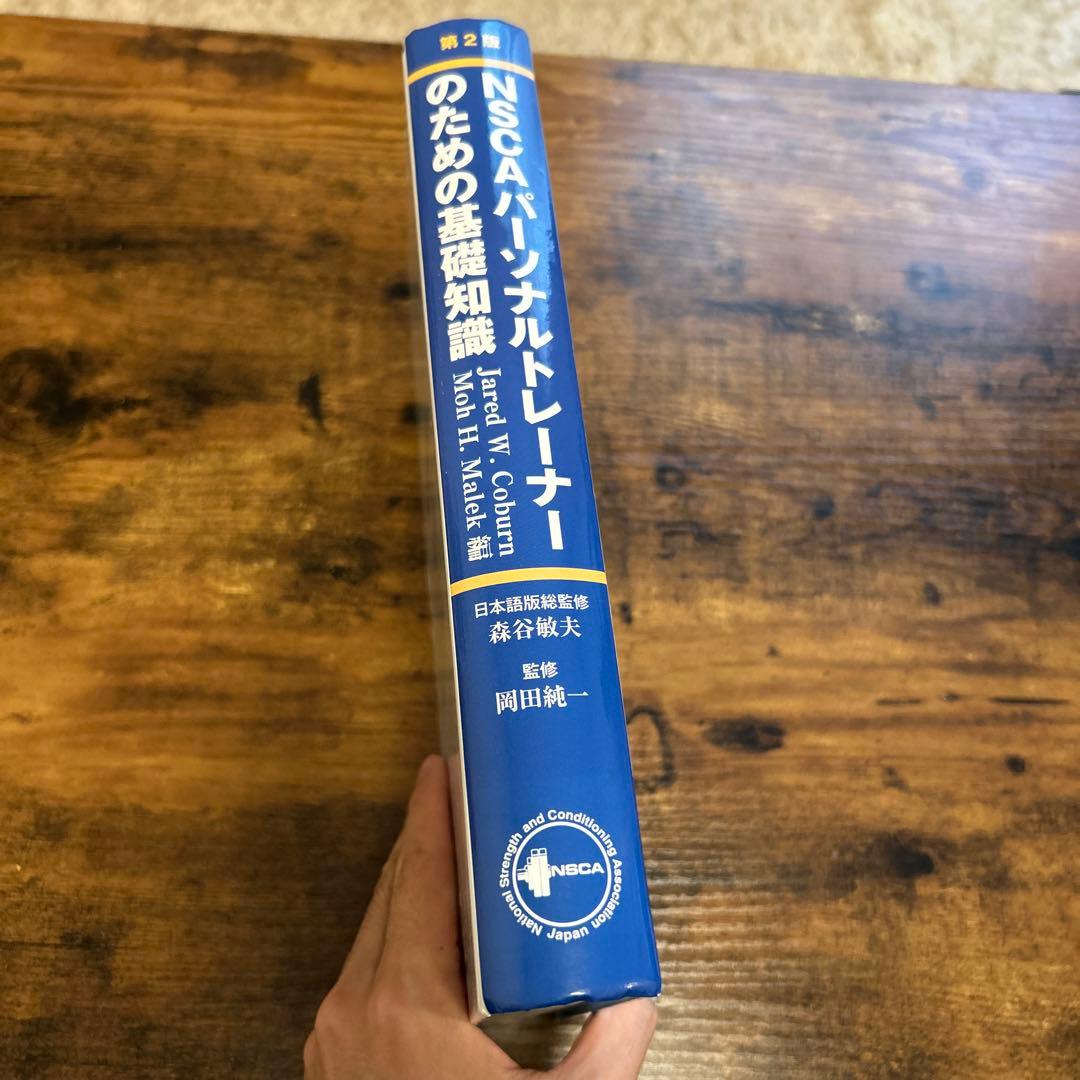 第2版
NSCAパーソナルトレーナー
のための基礎知識
Jared W. Coburn
Moh H. Malek 編
日本語版総監修
森谷敏夫
監修
岡田純一
National Strength and Conditioning Association Japan
NSCA